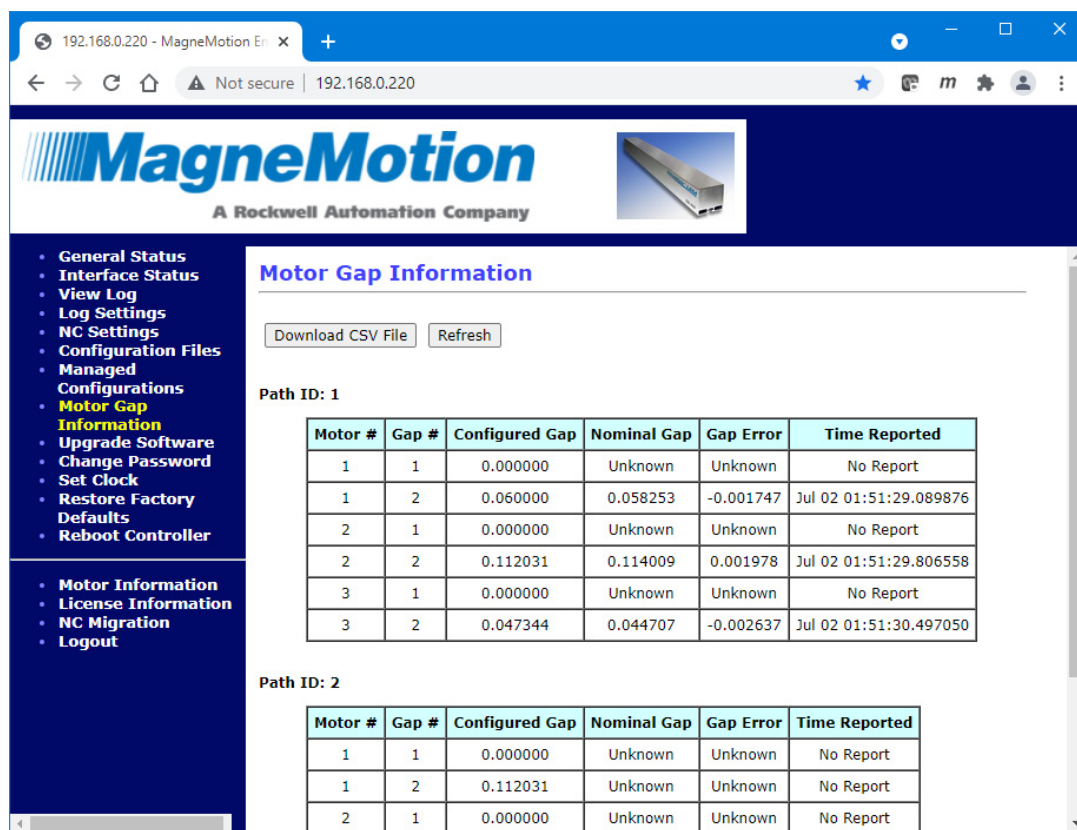 192.168.0.220 - MagneMotion En
Not secure | 192.168.0.220
MagneMotion
A Rockwell Automation Company
General Status
Interface Status
View Log
Log Settings
NC Settings
Configuration Files
Managed
Configurations
Motor Gap
Information
Upgrade Software
Change Password
Set Clock
Restore Factory
Defaults
Reboot Controller
Motor Information
License Information
NC Migration
Logout
Motor Gap Information
Download CSV File Refresh
Path ID: 1
Motor # Gap # Configured Gap Nominal Gap Gap Error Time Reported
1 1 0.000000 Unknown Unknown No Report
1 2 0.060000 0.058253 -0.001747 Jul 02 01:51:29.089876
2 1 0.000000 Unknown Unknown No Report
2 2 0.112031 0.114009 0.001978 Jul 02 01:51:29.806558
3 1 0.000000 Unknown Unknown No Report
3 2 0.047344 0.044707 -0.002637 Jul 02 01:51:30.497050
Path ID: 2
Motor # Gap # Configured Gap Nominal Gap Gap Error Time Reported
1 1 0.000000 Unknown Unknown No Report
1 2 0.112031 Unknown Unknown No Report
2 1 0.000000 Unknown Unknown No Report